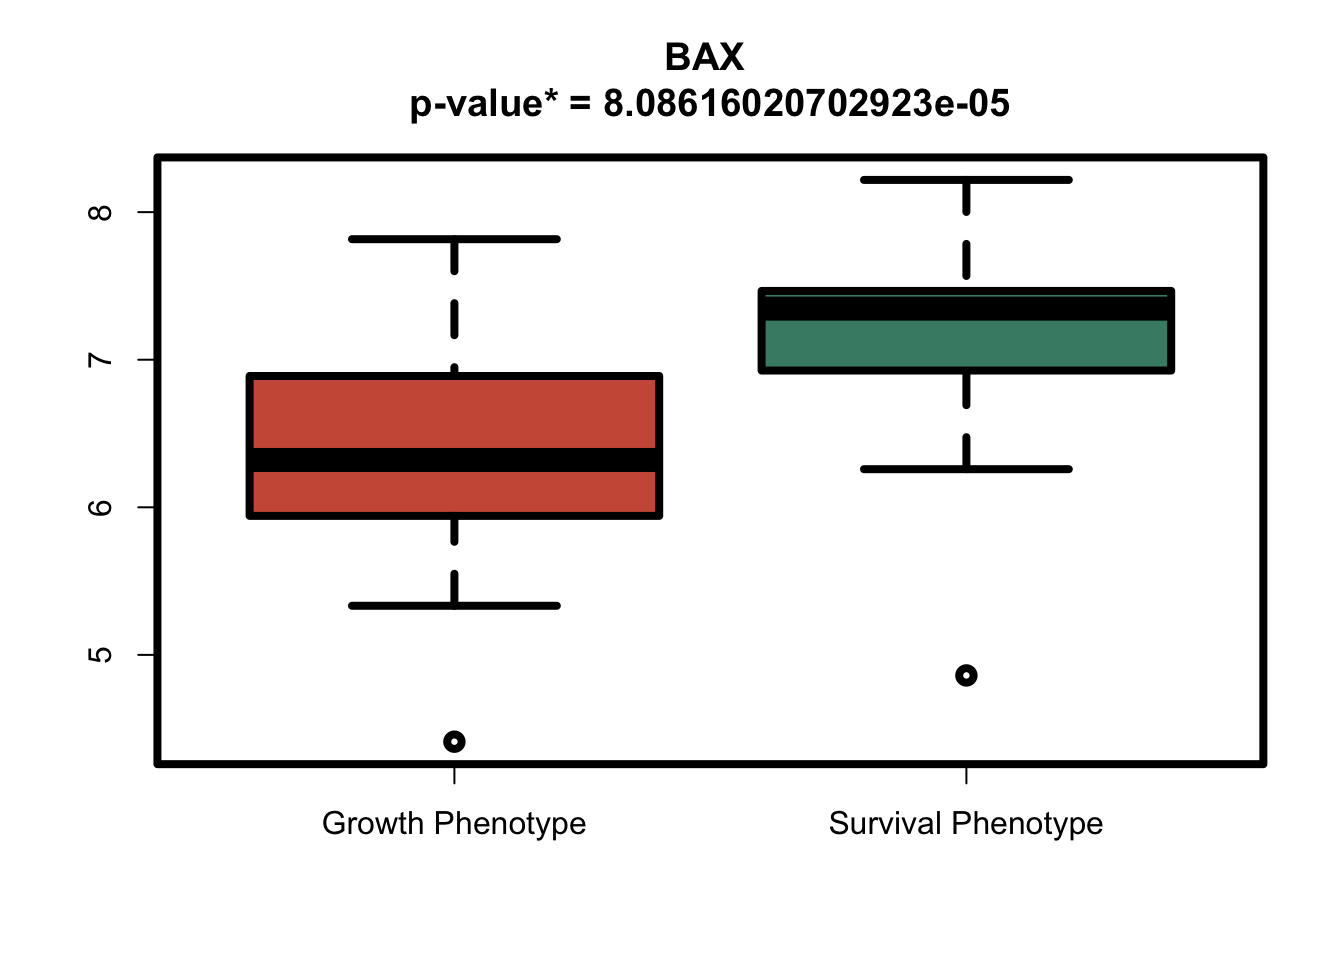 BAX
p-value* = 8.08616020702923e-05
8
7
6
5
Growth Phenotype
Survival Phenotype